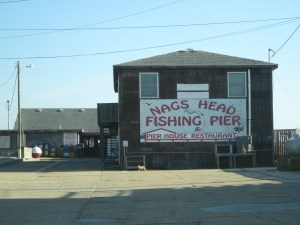 NAGS HEAD
FISHING PIER
&
PIER HOUSE RESTAURANT